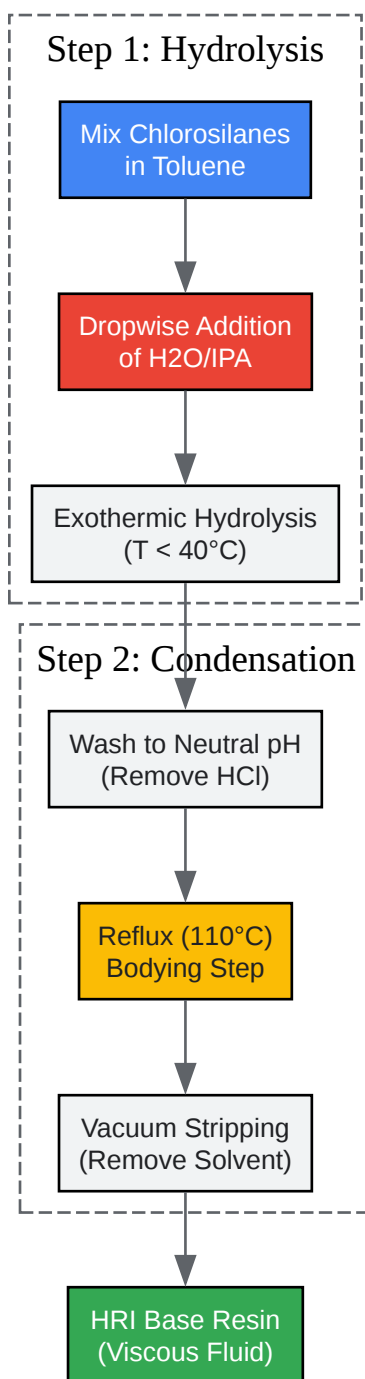 Step 1: Hydrolysis
Mix Chlorosilanes
in Toluene
Dropwise Addition
of H2O/IPA
Exothermic Hydrolysis
(T < 40°C)
Step 2: Condensation
Wash to Neutral pH
(Remove HCl)
Reflux (110°C)
Bodying Step
Vacuum Stripping
(Remove Solvent)
HRI Base Resin
(Viscous Fluid)